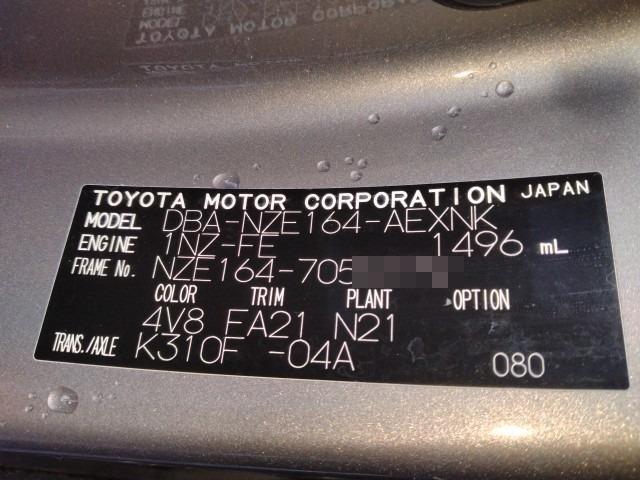 TOYOTA MOTOR CORPORATION JAPAN
MODEL DBA-NZE164-AEXNK
ENGINE 1NZ-FE 1496 mL
FRAME No. NZE164-705
COLOR TRIM PLANT OPTION
4V8 FA21 N21
TRANS./AXLE K310F -04A
080